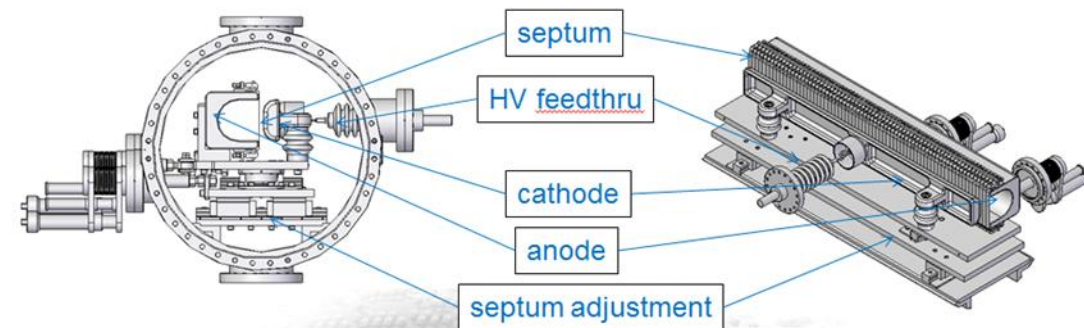 septum
HV feedthru
cathode
anode
septum adjustment